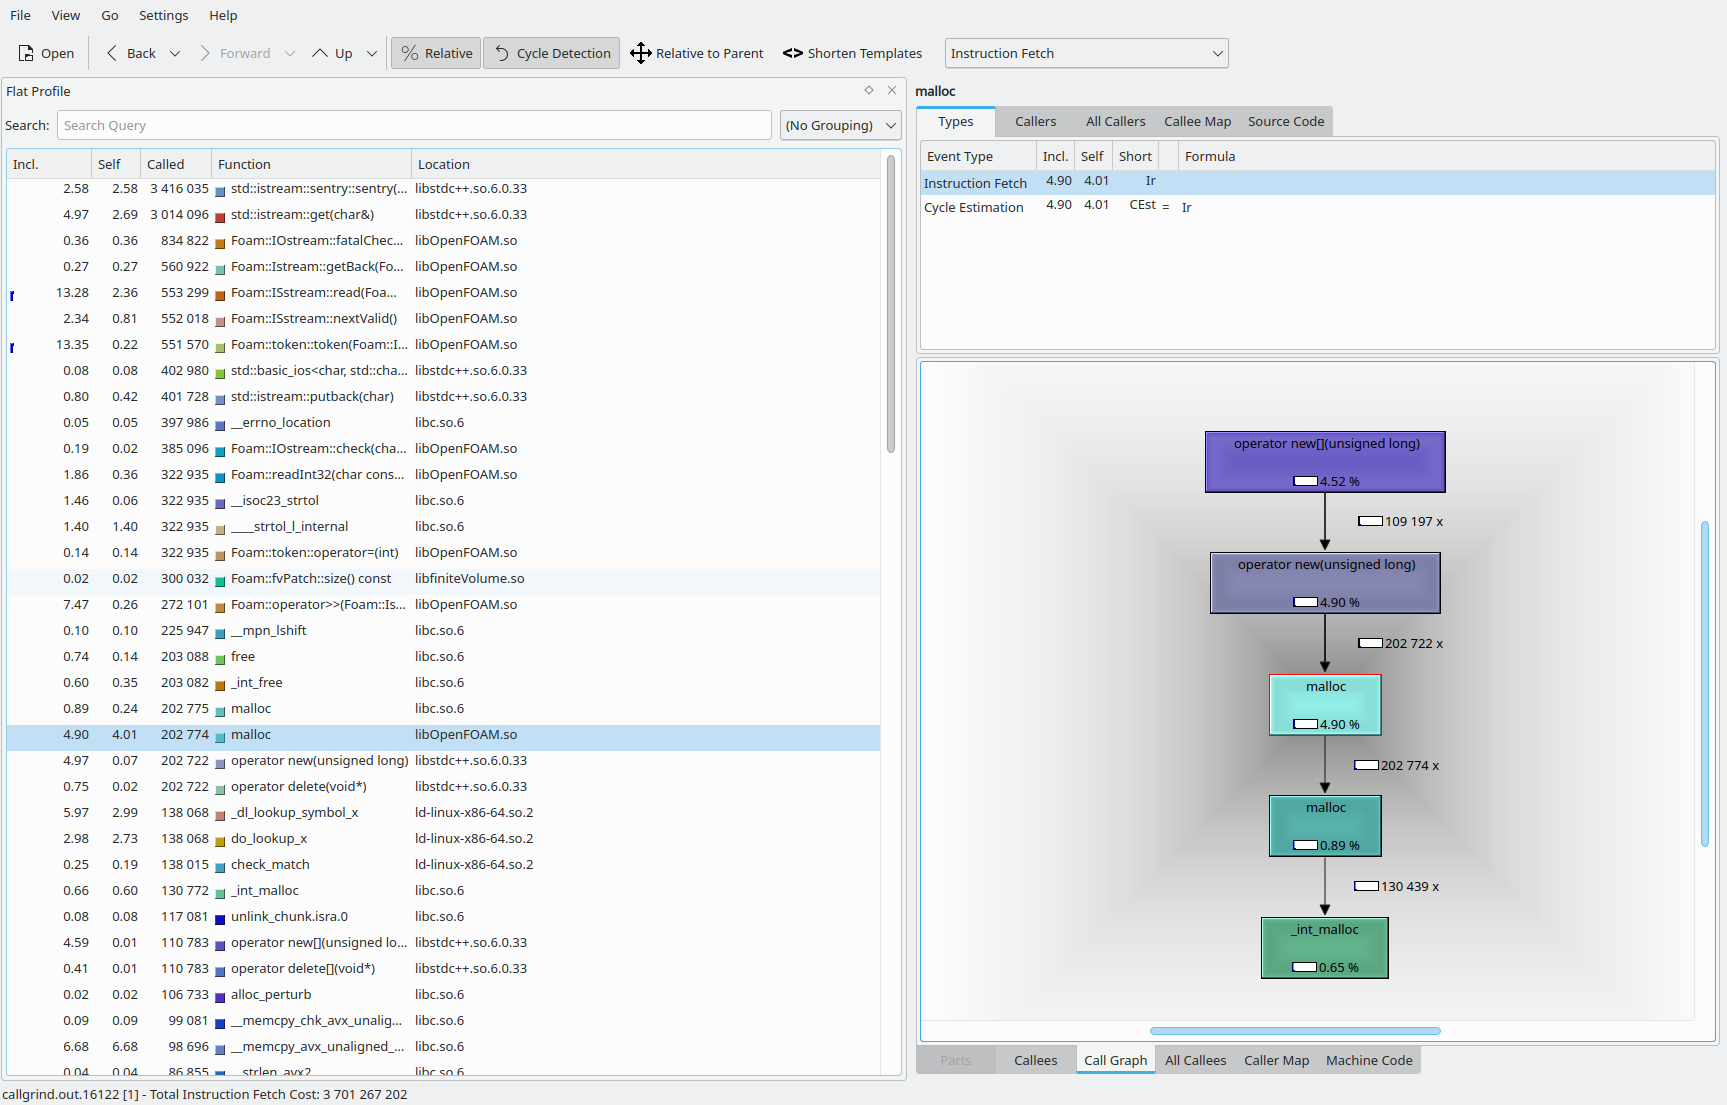 File View Go Settings Help
Open Back Forward Up Relative Cycle Detection Relative to Parent <> Shorten Templates Instruction Fetch
Flat Profile
Search: Search Query (No Grouping)
Incl. Self Called Function Location
2.58 2.58 3 416 035 std::istream::sentry::sentry(... libstdc++.so.6.0.33
4.97 2.69 3 014 096 std::istream::get(char&) libstdc++.so.6.0.33
0.36 0.36 834 822 Foam::IOstream::fatalChec... libOpenFOAM.so
0.27 0.27 560 922 Foam::Istream::getBack(Fo... libOpenFOAM.so
13.28 2.36 553 299 Foam::ISstream::read(Foa... libOpenFOAM.so
2.34 0.81 552 018 Foam::ISstream::nextValid() libOpenFOAM.so
13.35 0.22 551 570 Foam::token::token(Foam::I... libOpenFOAM.so
0.08 0.08 402 980 std::basic_ios<char, std::cha... libstdc++.so.6.0.33
0.80 0.42 401 728 std::istream::putback(char) libstdc++.so.6.0.33
0.05 0.05 397 986 __errno_location libc.so.6
0.19 0.02 385 096 Foam::IOstream::check(cha... libOpenFOAM.so
1.86 0.36 322 935 Foam::readInt32(char cons... libOpenFOAM.so
1.46 0.06 322 935 __isoc23_strtol libc.so.6
1.40 1.40 322 935 ____strtol_l_internal libc.so.6
0.14 0.14 322 935 Foam::token::operator=(int) libOpenFOAM.so
0.02 0.02 300 032 Foam::fvPatch::size() const libfiniteVolume.so
7.47 0.26 272 101 Foam::operator>>(Foam::Is... libOpenFOAM.so
0.10 0.10 225 947 __mpn_lshift libc.so.6
0.74 0.14 203 088 free libc.so.6
0.60 0.35 203 082 _int_free libc.so.6
0.89 0.24 202 775 malloc libc.so.6
4.90 4.01 202 774 malloc libOpenFOAM.so
4.97 0.07 202 722 operator new(unsigned long) libstdc++.so.6.0.33
0.75 0.02 202 722 operator delete(void*) libstdc++.so.6.0.33
5.97 2.99 138 068 _dl_lookup_symbol_x ld-linux-x86-64.so.2
2.98 2.73 138 068 do_lookup_x ld-linux-x86-64.so.2
0.25 0.19 138 015 check_match ld-linux-x86-64.so.2
0.66 0.60 130 772 _int_malloc libc.so.6
0.08 0.08 117 081 unlink_chunk.isra.0 libc.so.6
4.59 0.01 110 783 operator new[](unsigned lo... libstdc++.so.6.0.33
0.41 0.01 110 783 operator delete[](void*) libstdc++.so.6.0.33
0.02 0.02 106 733 alloc_perturb libc.so.6
0.09 0.09 99 081 __memcpy_chk_avx_unalig... libc.so.6
6.68 6.68 98 696 __memcpy_avx_unaligned_... libc.so.6
0.04 0.04 86 855 __strlen_avx2 libc.so.6
malloc
Types Callers All Callers Callee Map Source Code
Event Type Incl. Self Short Formula
Instruction Fetch 4.90 4.01 Ir
Cycle Estimation 4.90 4.01 CEst = Ir
operator new[](unsigned long)
4.52 %
109 197 x
operator new(unsigned long)
4.90 %
202 722 x
malloc
4.90 %
202 774 x
malloc
0.89 %
130 439 x
_int_malloc
0.65 %
Parts Callees Call Graph All Callees Caller Map Machine Code
callgrind.out.16122 [1] - Total Instruction Fetch Cost: 3 701 267 202